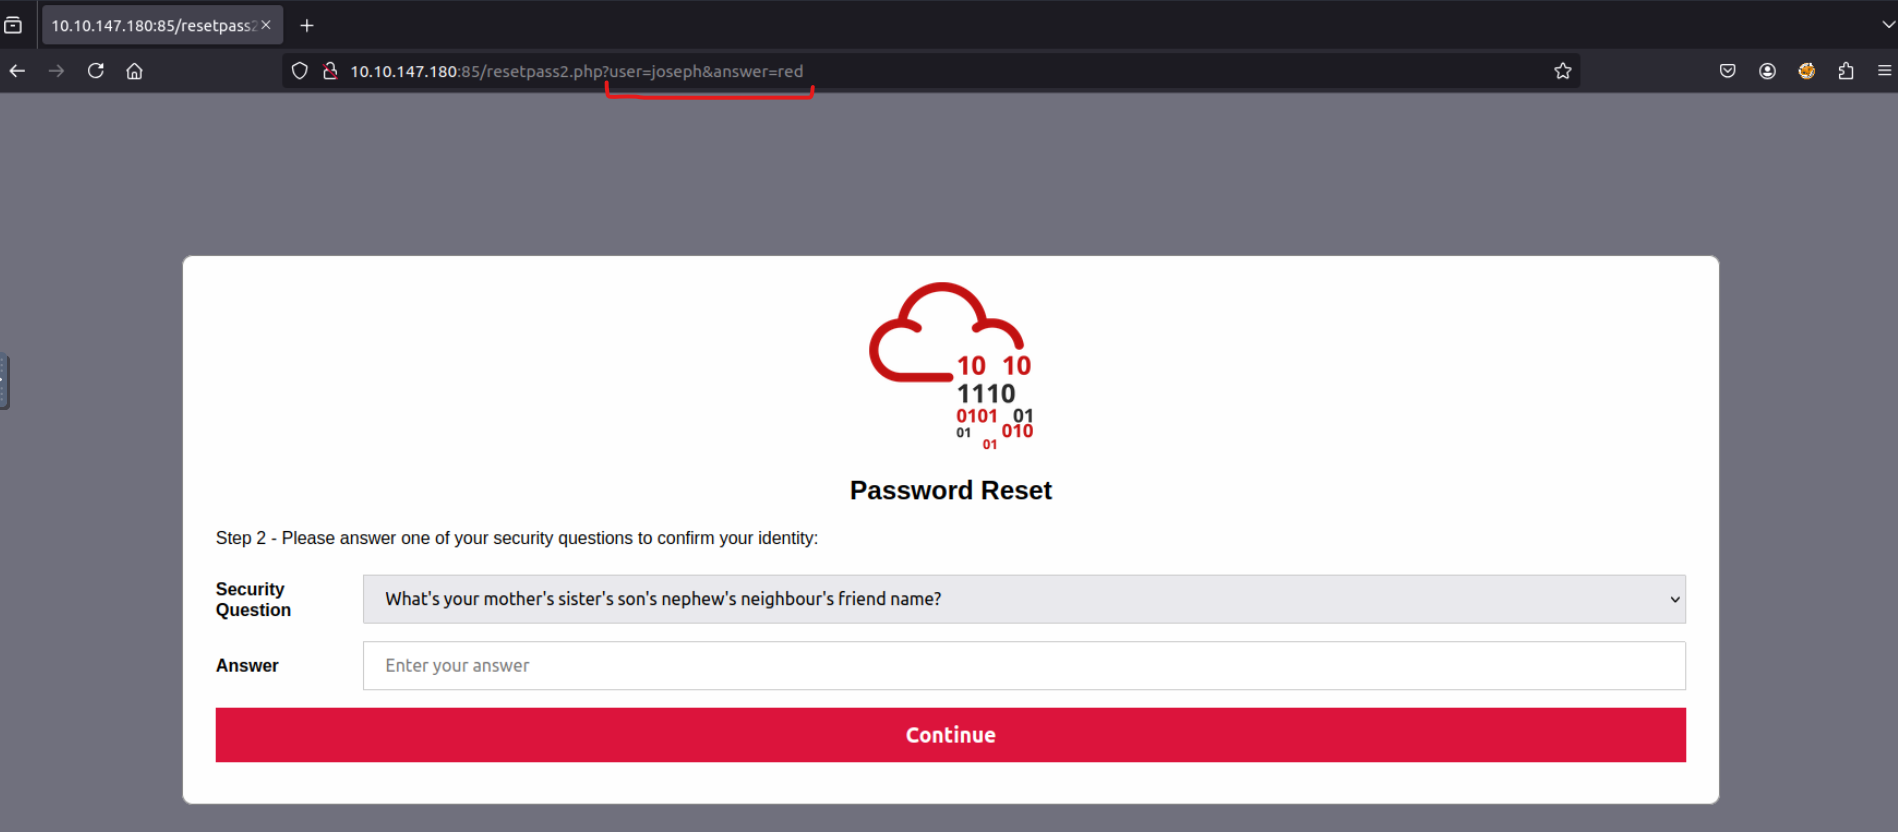 10.10.147.180:85/resetpass2
10.10.147.180:85/resetpass2.php?user=joseph&answer=red
10 10
1110
0101 01
01 010
01
Password Reset
Step 2 - Please answer one of your security questions to confirm your identity:
Security
Question
What's your mother's sister's son's nephew's neighbour's friend name?
Answer
Enter your answer
Continue